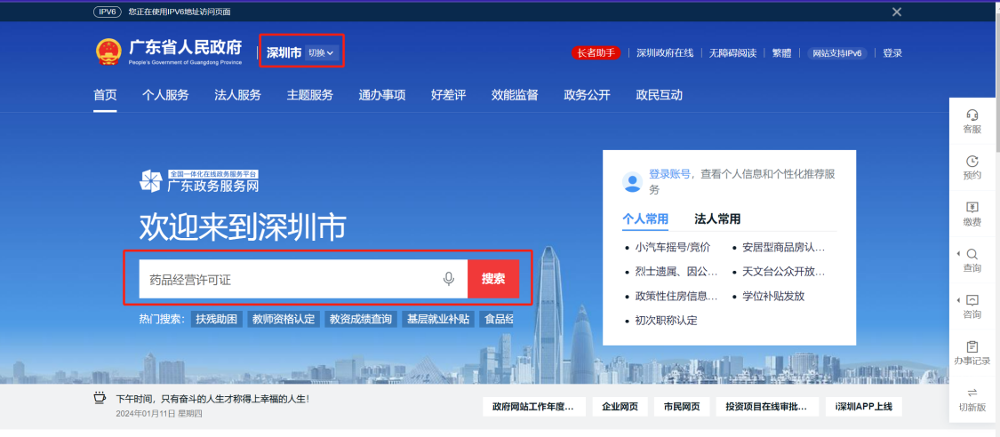 IPV6 您正在使用IPV6地址访问页面
广东省人民政府
People's Government of Guangdong Province
深圳市 切换
长者助手 深圳政府在线 无障碍阅读 繁體 网站支持IPv6 登录
首页 个人服务 法人服务 主题服务 通办事项 好差评 效能监督 政务公开 政民互动
全国一体化在线政务服务平台
广东政务服务网
欢迎来到深圳市
药品经营许可证 搜索
热门搜索: 扶残助困 教师资格认定 教资成绩查询 基层就业补贴 食品经
登录账号,查看个人信息和个性化推荐服
务
个人常用 法人常用
小汽车摇号/竞价 安居型商品房认...
烈士遗属、因公... 天文台公众开放...
政策性住房信息... 学位补贴发放
初次职称认定
客服
预约
缴费
查询
咨询
办事记录
切新版
下午时间,只有奋斗的人生才称得上幸福的人生!
2024年01月11日 星期四
政府网站工作年度... 企业网页 市民网页 投资项目在线审批... i深圳APP上线